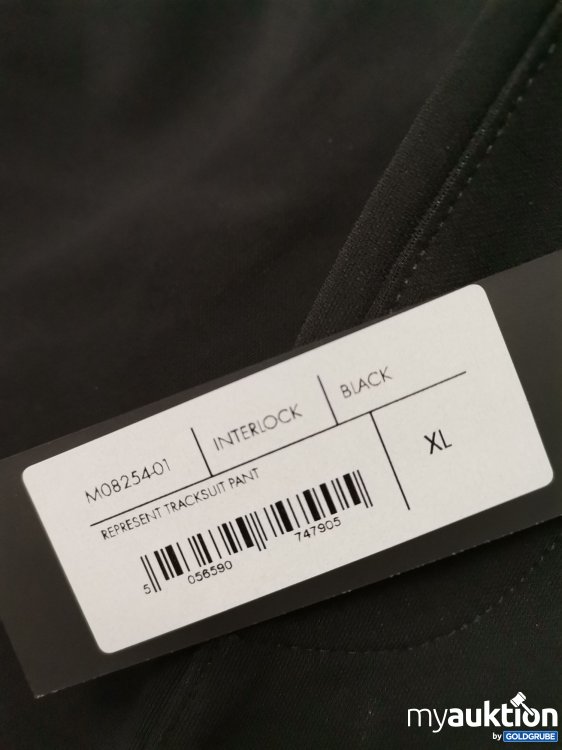 M08254-01 INTERLOCK BLACK
REPRESENT TRACKSUIT PANT
XL
5 056590 747905
myauktion
by GOLDGRUBE